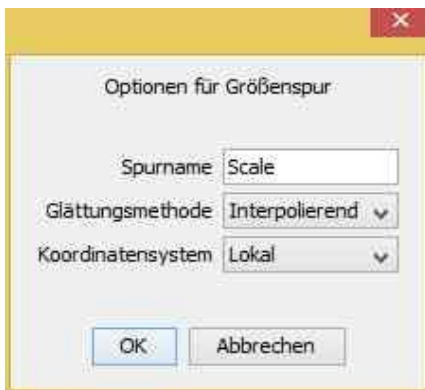 Optionen für Größenspur
Spurname Scale
Glättungsmethode Interpolierend
Koordinatensystem Lokal
OK Abbrechen